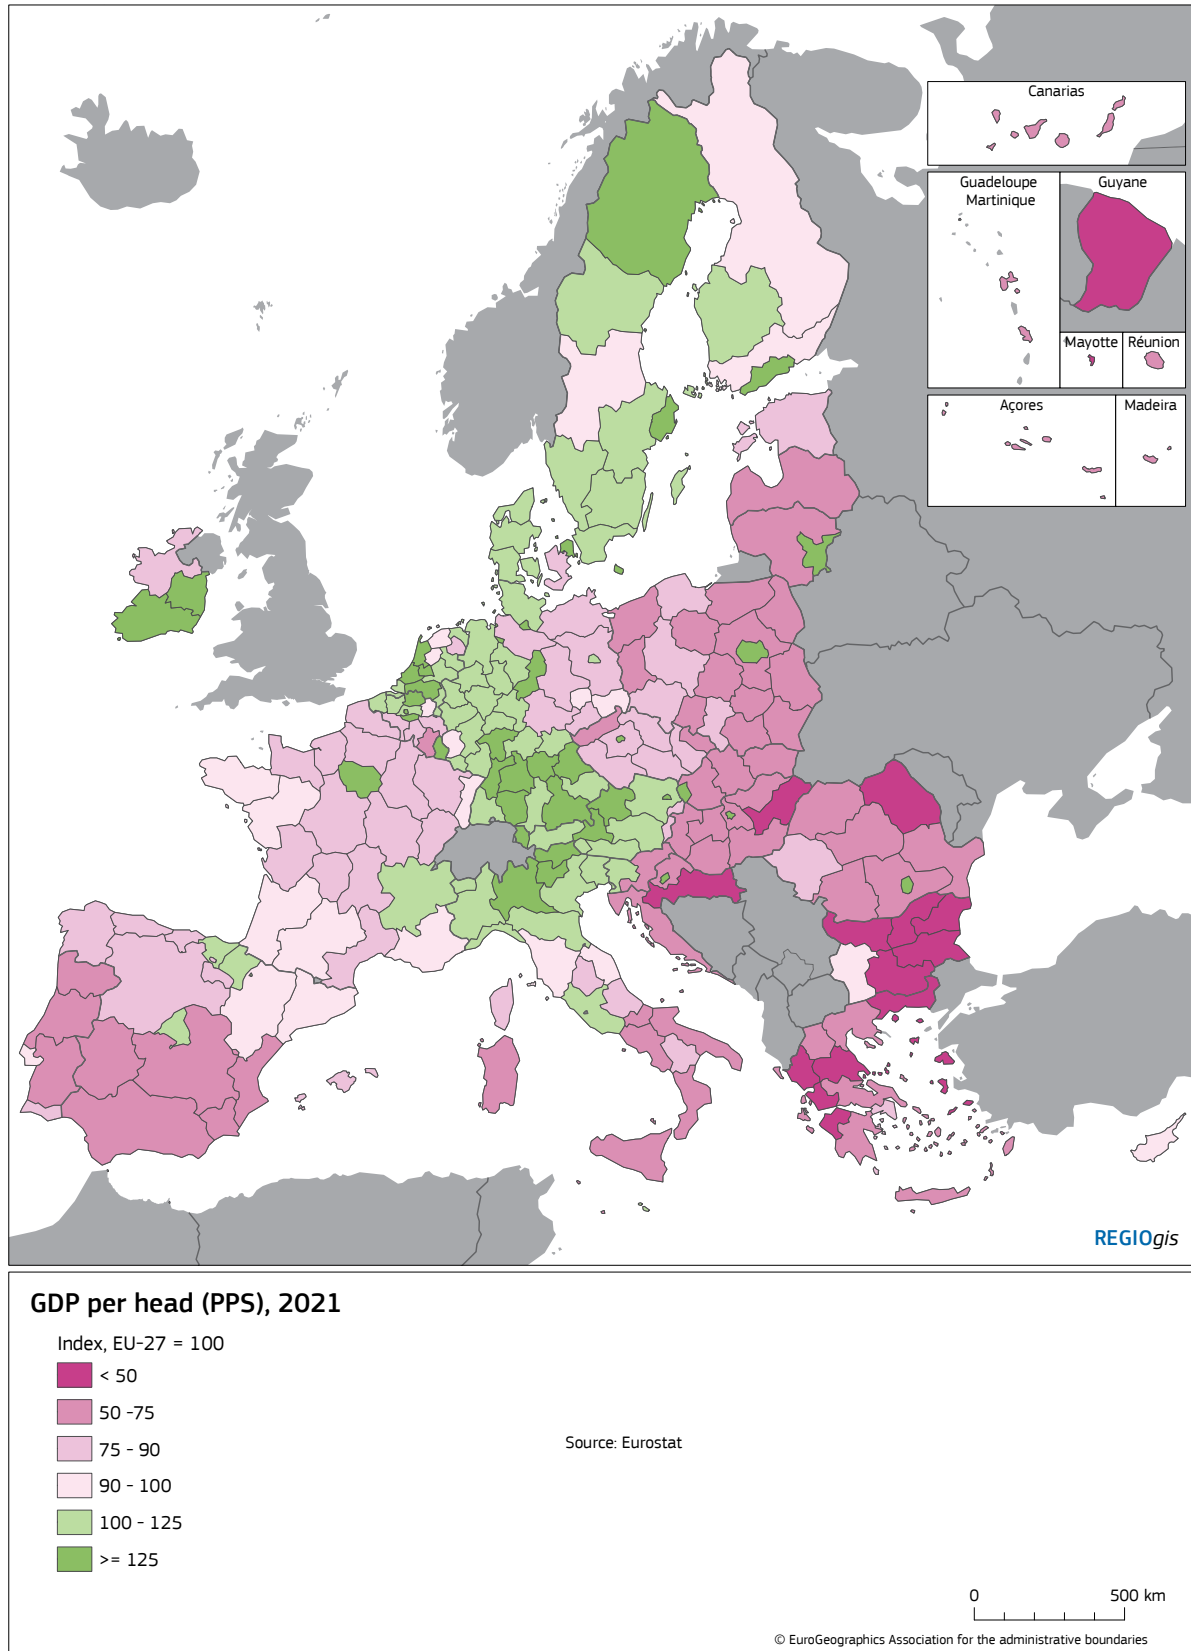 Canarias
Guadeloupe
Martinique
Guyane
Mayotte
Réunion
Açores
Madeira
REGIOgis
GDP per head (PPS), 2021
Index, EU-27 = 100
< 50
50 -75
75 - 90
90 - 100
100 - 125
>= 125
Source: Eurostat
0 500 km
© EuroGeographics Association for the administrative boundaries